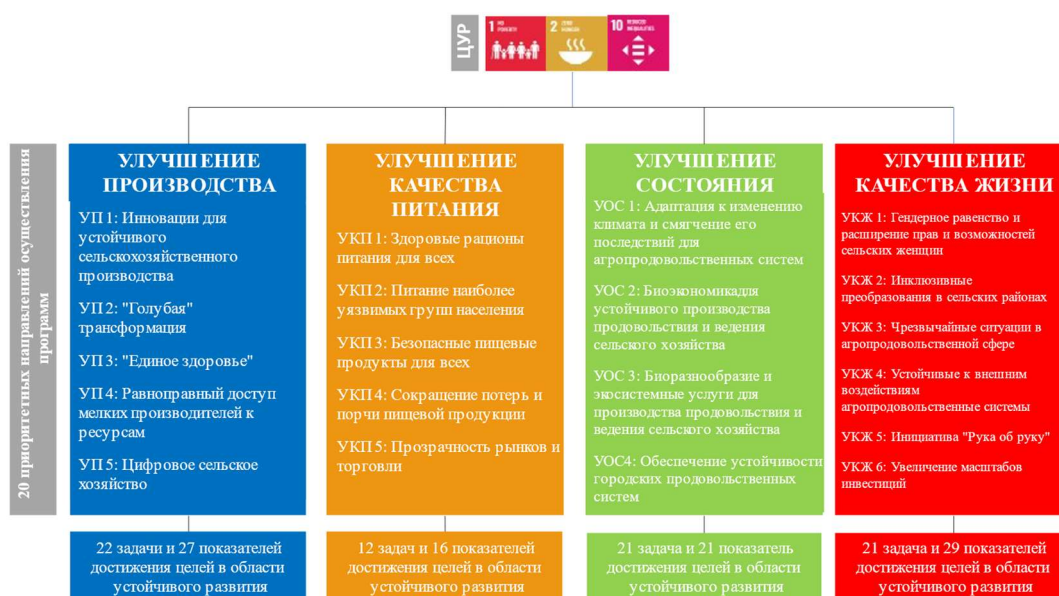 ЦУР
1 NO POVERTY
2 ZERO HUNGER
10 REDUCED INEQUALITIES
20 приоритетных направлений осуществления
программ
УЛУЧШЕНИЕ
ПРОИЗВОДСТВА
УП 1: Инновации для
устойчивого
сельскохозяйственного
производства
УП 2: "Голубая"
трансформация
УП 3: "Единое здоровье"
УП 4: Равноправный доступ
мелких производителей к
ресурсам
УП 5: Цифровое сельское
хозяйство
22 задачи и 27 показателей
достижения целей в области
устойчивого развития
УЛУЧШЕНИЕ
КАЧЕСТВА
ПИТАНИЯ
УКП 1: Здоровые рационы
питания для всех
УКП 2: Питание наиболее
уязвимых групп населения
УКП 3: Безопасные пищевые
продукты для всех
УКП 4: Сокращение потерь и
порчи пищевой продукции
УКП 5: Прозрачность рынков и
торговли
12 задач и 16 показателей
достижения целей в области
устойчивого развития
УЛУЧШЕНИЕ
СОСТОЯНИЯ
УОС 1: Адаптация к изменению
климата и смягчение его
последствий для
агропродовольственных систем
УОС 2: Биоэкономикадля
устойчивого производства
продовольствия и ведения
сельского хозяйства
УОС 3: Биоразнообразие и
экосистемные услуги для
производства продовольствия и
ведения сельского хозяйства
УОС4: Обеспечение устойчивости
городских продовольственных
систем
21 задача и 21 показатель
достижения целей в области
устойчивого развития
УЛУЧШЕНИЕ
КАЧЕСТВА ЖИЗНИ
УКЖ 1: Гендерное равенство и
расширение прав и возможностей
сельских женщин
УКЖ 2: Инклюзивные
преобразования в сельских районах
УКЖ 3: Чрезвычайные ситуации в
агропродовольственной сфере
УКЖ 4: Устойчивые к внешним
воздействиям
агропродовольственные системы
УКЖ 5: Инициатива "Рука об руку"
УКЖ 6: Увеличение масштабов
инвестиций
21 задача и 29 показателей
достижения целей в области
устойчивого развития